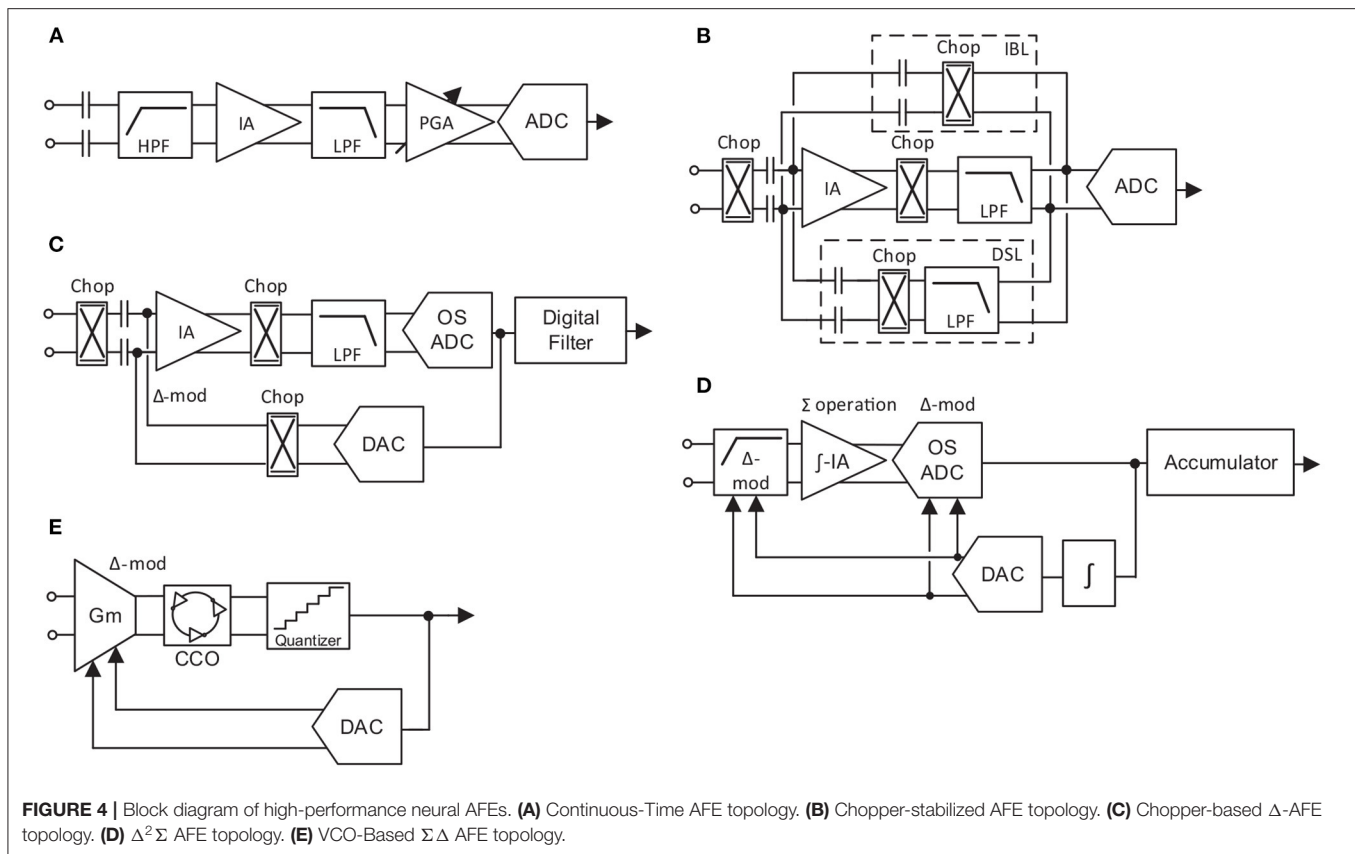 A
HPF
IA
LPF
PGA
ADC
B
Chop
IBL
Chop
Chop
IA
LPF
ADC
Chop
DSL
LPF
C
Chop
Chop
IA
LPF
OS
ADC
Digital
Filter
Δ-mod
Chop
DAC
D
Σ operation
Δ-mod
Δ-
mod
∫-IA
OS
ADC
Accumulator
DAC
∫
E
Δ-mod
Gm
CCO
Quantizer
DAC
FIGURE 4 | Block diagram of high-performance neural AFEs. (A) Continuous-Time AFE topology. (B) Chopper-stabilized AFE topology. (C) Chopper-based Δ-AFE
topology. (D) Δ²Σ AFE topology. (E) VCO-Based ΣΔ AFE topology.